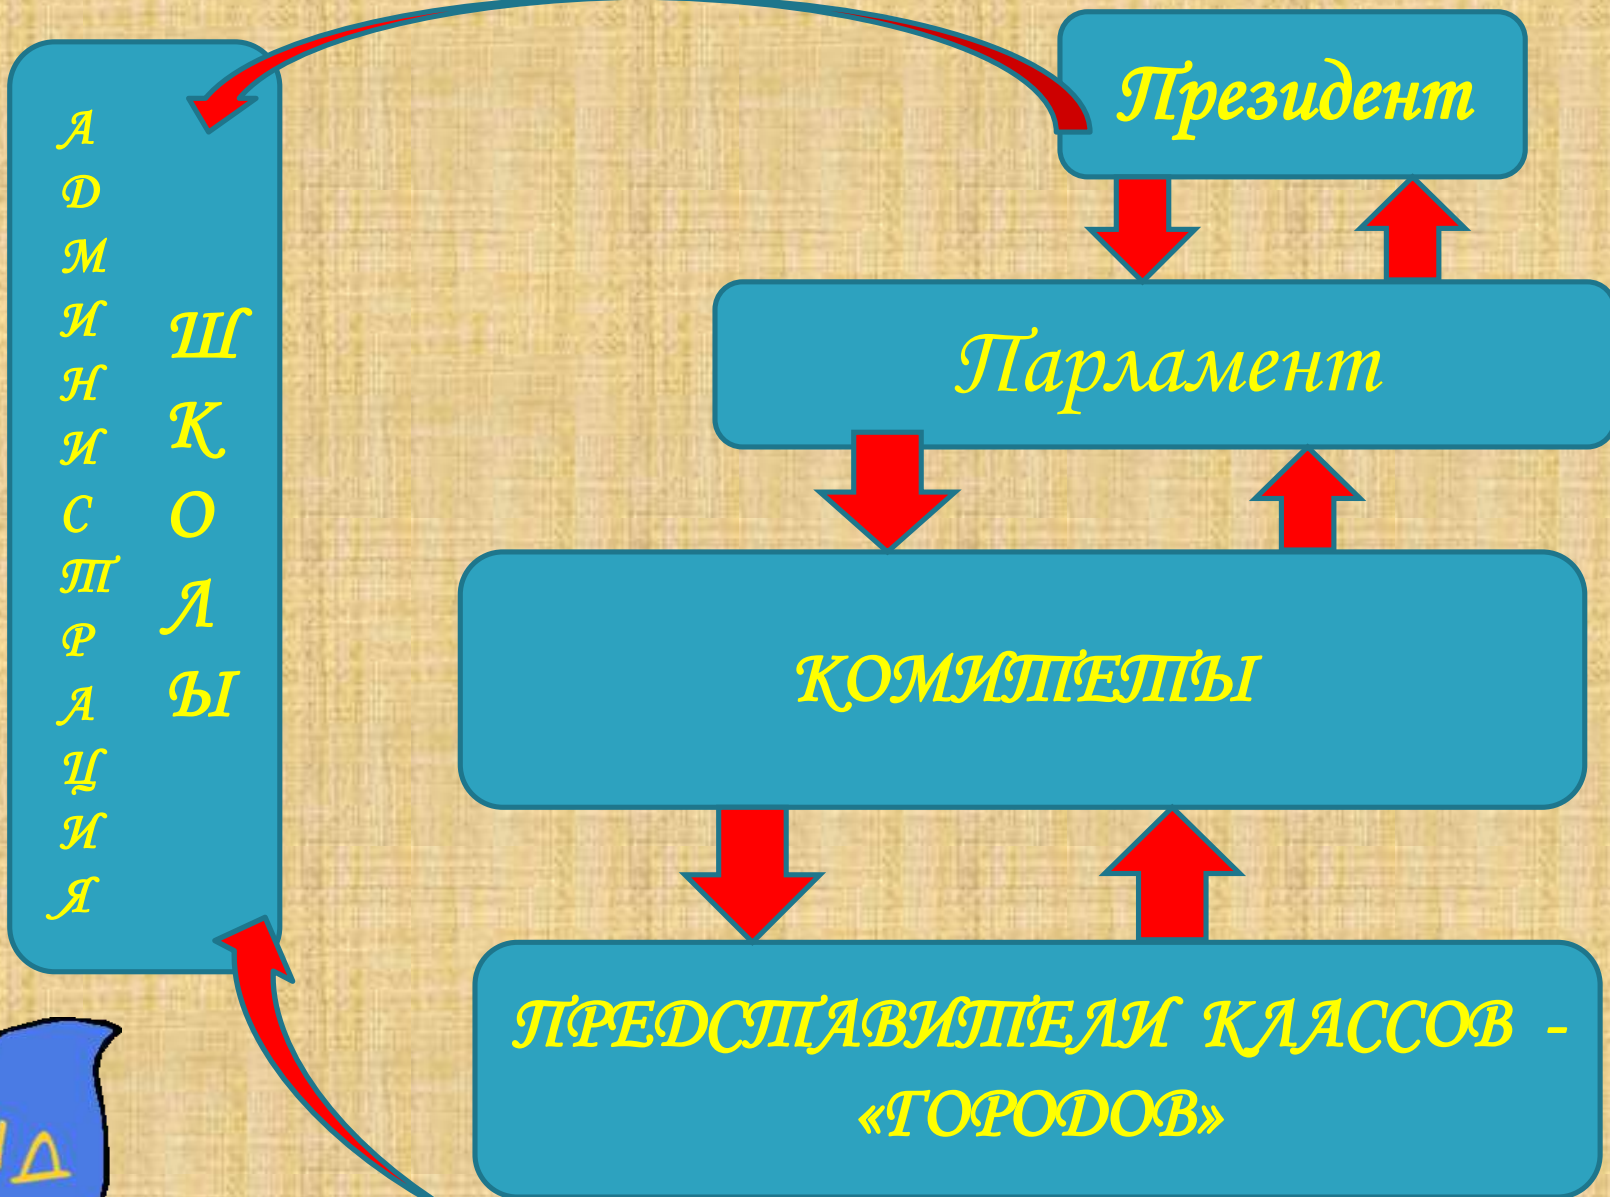 АДМИНИСТРАЦИЯ
ШКОЛЫ
Президент
Парламент
КОМИТЕТЫ
ПРЕДСТАВИТЕЛИ КЛАССОВ -
«ГОРОДОВ»